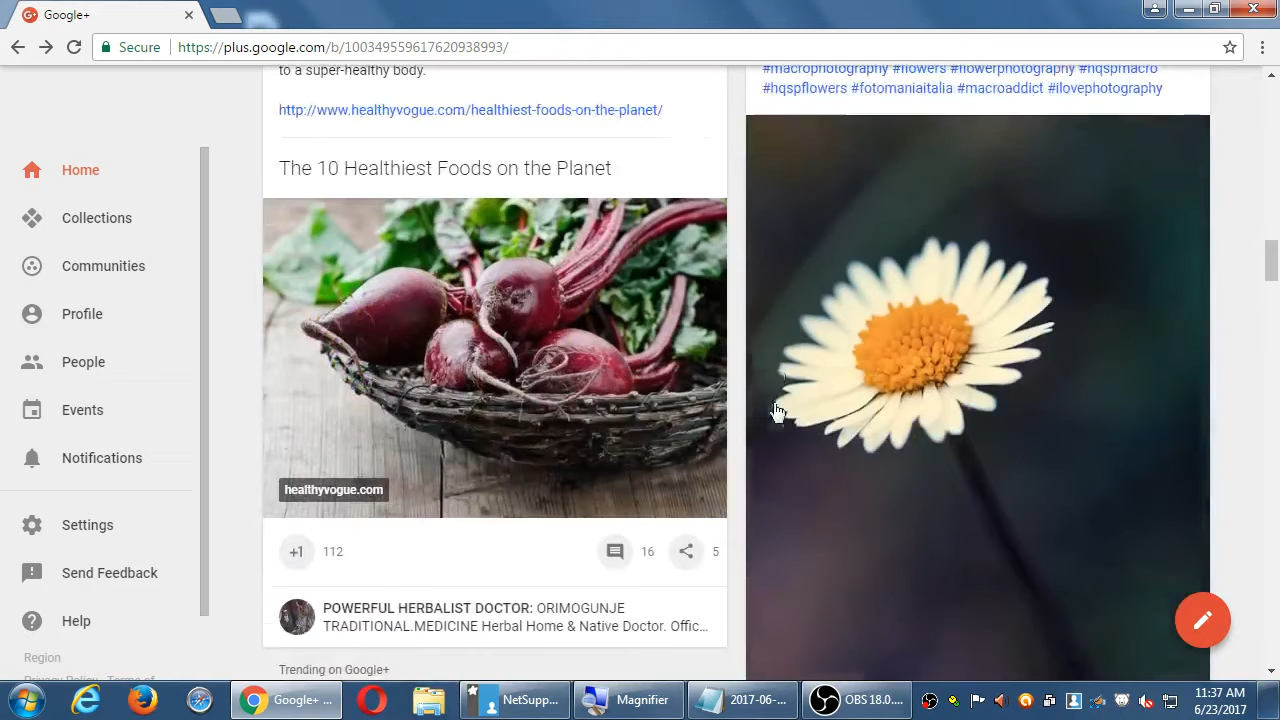 Google+
Secure
https://plus.google.com/b/100349559617620938993/
Home
Collections
Communities
Profile
People
Events
Notifications
Settings
Send Feedback
Help
Region
Privacy Policy · Terms of
to a super-healthy body.
http://www.healthyvogue.com/healthiest-foods-on-the-planet/
The 10 Healthiest Foods on the Planet
healthyvogue.com
+1
112
16
5
POWERFUL HERBALIST DOCTOR: ORIMOGUNJE
TRADITIONAL.MEDICINE Herbal Home & Native Doctor. Offic...
Trending on Google+
#macrophotography #flowers #flowerphotography #hqspmacro
#hqspflowers #fotomaniaitalia #macroaddict #ilovephotography
Google+ ...
NetSupp...
Magnifier
2017-06-...
OBS 18.0....
11:37 AM
6/23/2017